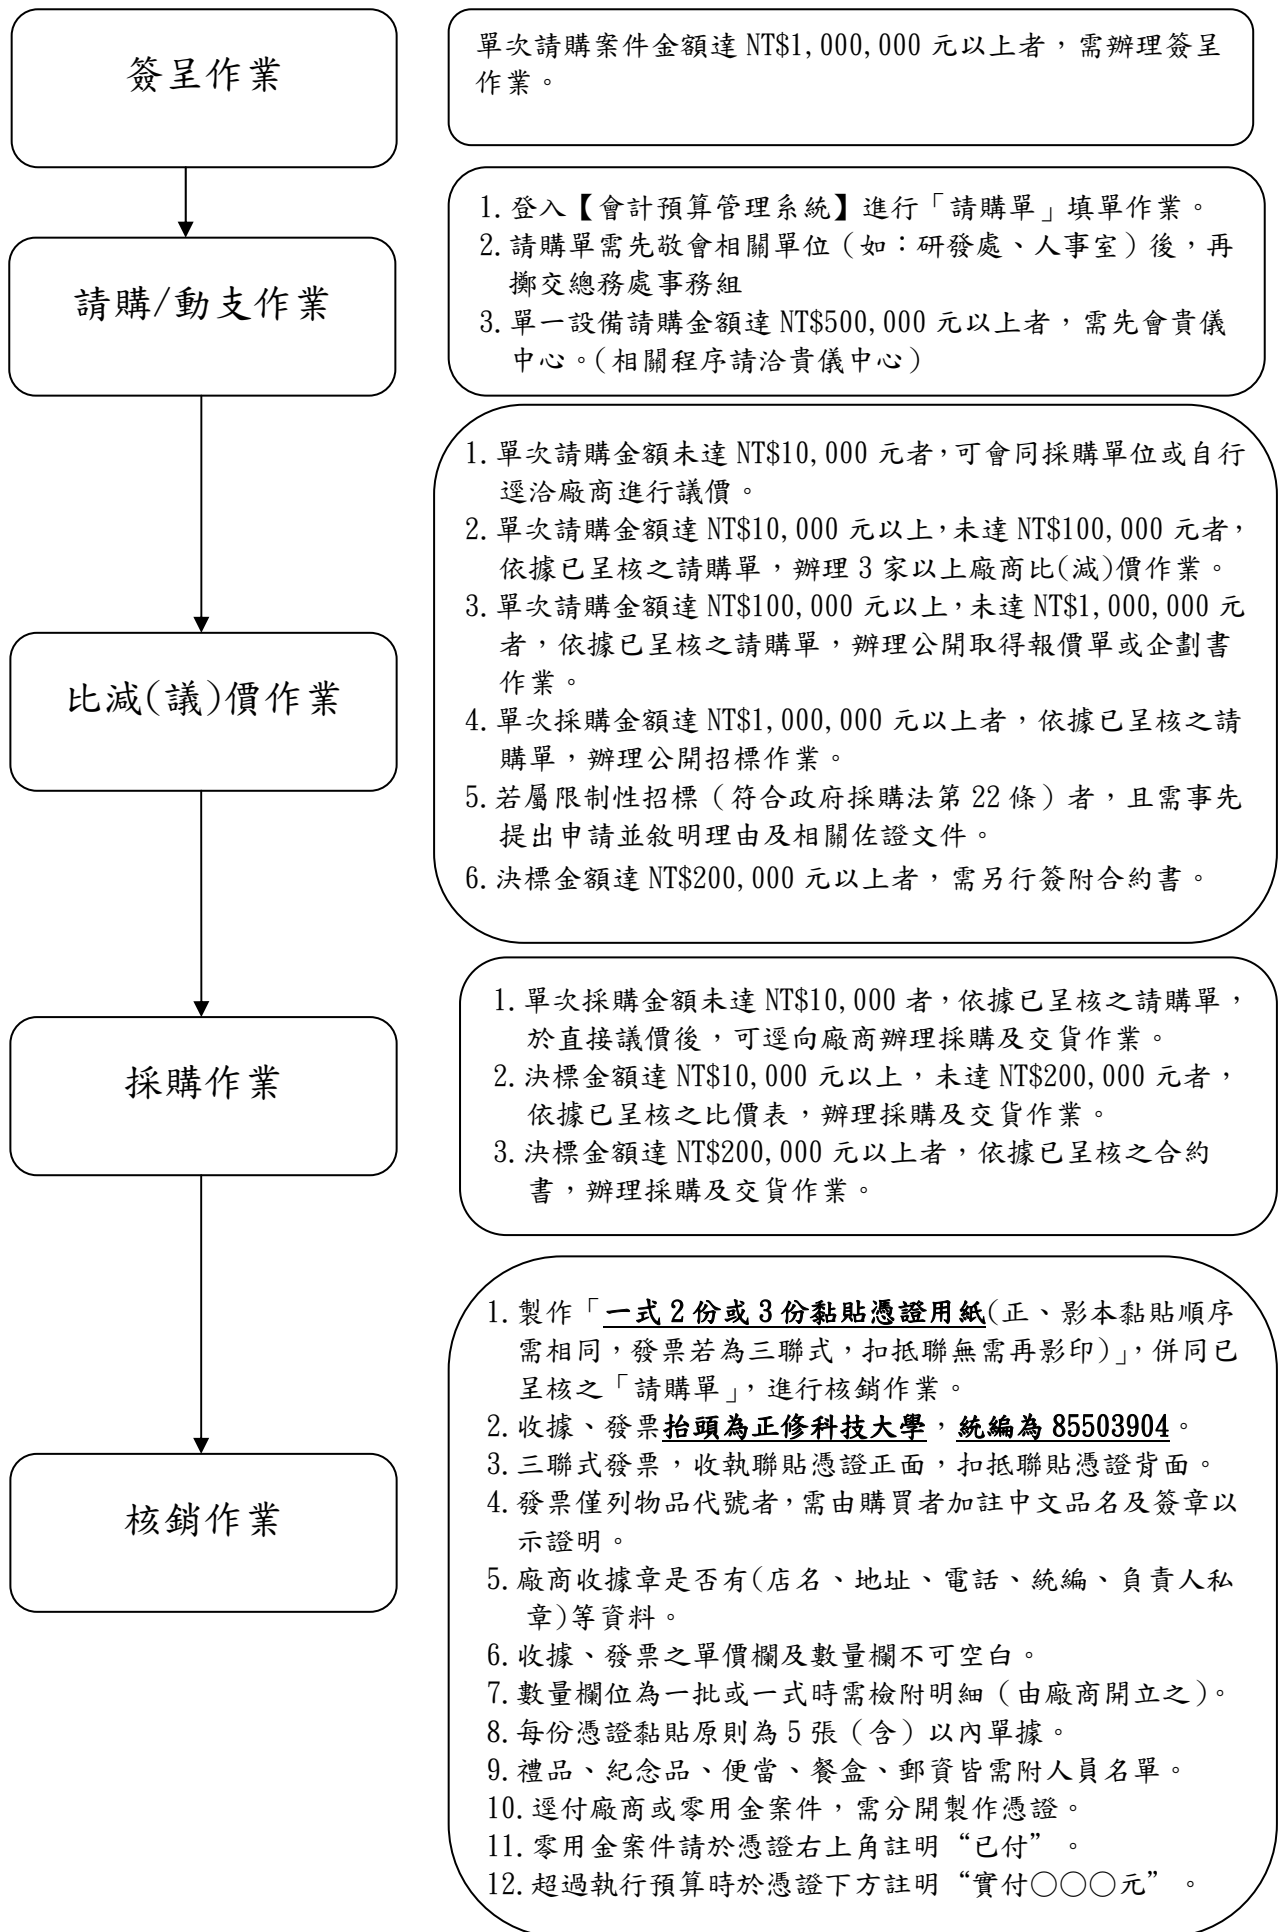 簽呈作業
單次請購案件金額達 NT$1,000,000 元以上者，需辦理簽呈
作業。
請購/動支作業
1.登入【會計預算管理系統】進行「請購單」填單作業。
2.請購單需先敬會相關單位（如：研發處、人事室）後，再
擲交總務處事務組
3.單一設備請購金額達 NT$500,000 元以上者，需先會貴儀
中心。(相關程序請洽貴儀中心)
比減(議)價作業
1.單次請購金額未達 NT$10,000 元者，可會同採購單位或自行
逕洽廠商進行議價。
2.單次請購金額達 NT$10,000 元以上，未達 NT$100,000 元者，
依據已呈核之請購單，辦理 3 家以上廠商比(減)價作業。
3.單次請購金額達 NT$100,000 元以上，未達 NT$1,000,000 元
者，依據已呈核之請購單，辦理公開取得報價單或企劃書
作業。
4.單次採購金額達 NT$1,000,000 元以上者，依據已呈核之請
購單，辦理公開招標作業。
5.若屬限制性招標（符合政府採購法第 22 條）者，且需事先
提出申請並敘明理由及相關佐證文件。
6.決標金額達 NT$200,000 元以上者，需另行簽附合約書。
採購作業
1.單次採購金額未達 NT$10,000 者，依據已呈核之請購單，
於直接議價後，可逕向廠商辦理採購及交貨作業。
2.決標金額達 NT$10,000 元以上，未達 NT$200,000 元者，
依據已呈核之比價表，辦理採購及交貨作業。
3.決標金額達 NT$200,000 元以上者，依據已呈核之合約
書，辦理採購及交貨作業。
核銷作業
1.製作「一式 2 份或 3 份黏貼憑證用紙(正、影本黏貼順序
需相同，發票若為三聯式，扣抵聯無需再影印)」，併同已
呈核之「請購單」，進行核銷作業。
2.收據、發票抬頭為正修科技大學，統編為 85503904。
3.三聯式發票，收執聯貼憑證正面，扣抵聯貼憑證背面。
4.發票僅列物品代號者，需由購買者加註中文品名及簽章以
示證明。
5.廠商收據章是否有(店名、地址、電話、統編、負責人私
章)等資料。
6.收據、發票之單價欄及數量欄不可空白。
7.數量欄位為一批或一式時需檢附明細（由廠商開立之）。
8.每份憑證黏貼原則為 5 張（含）以內單據。
9.禮品、紀念品、便當、餐盒、郵資皆需附人員名單。
10.逕付廠商或零用金案件，需分開製作憑證。
11.零用金案件請於憑證右上角註明“已付”。
12.超過執行預算時於憑證下方註明“實付○○○元”。